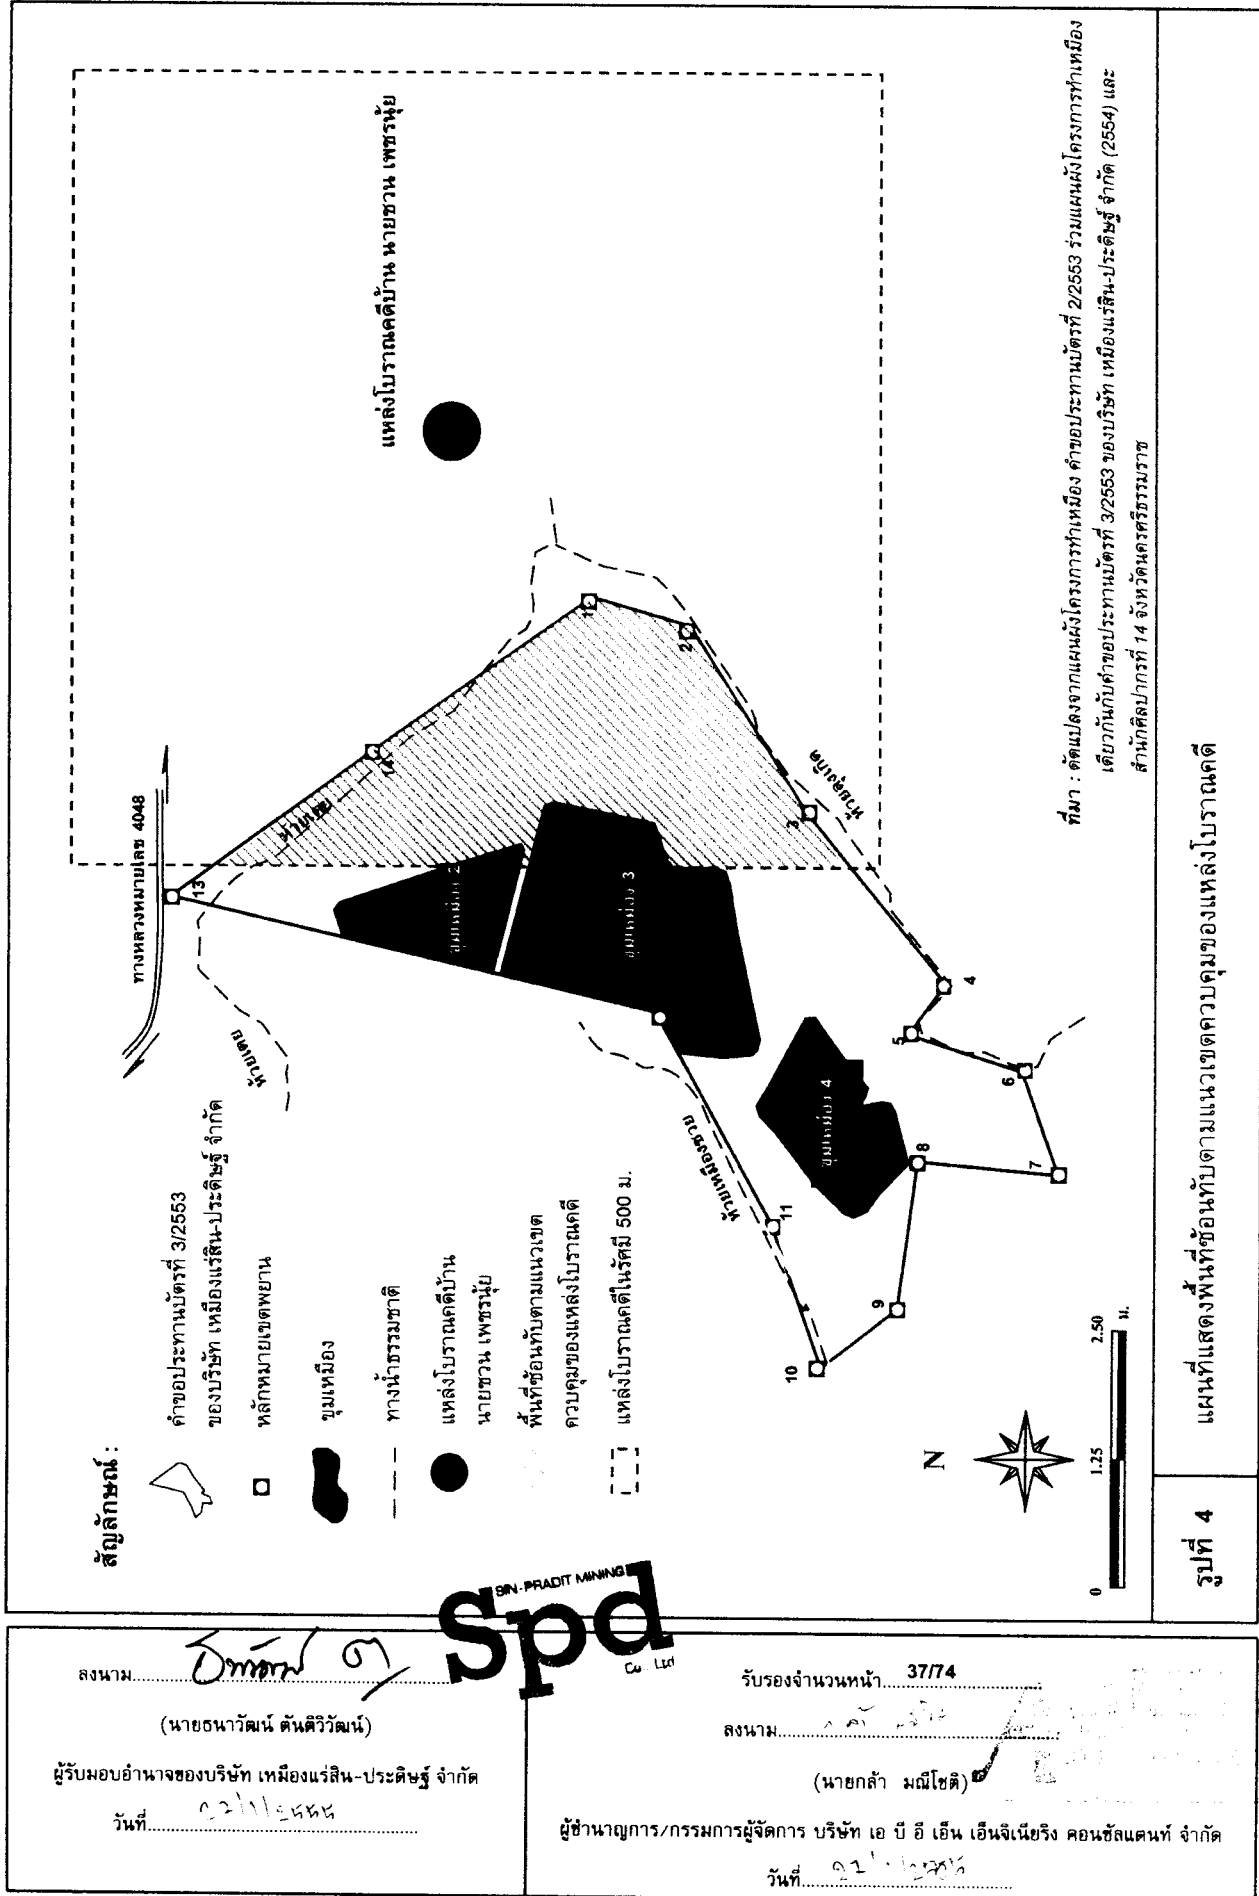 สัญลักษณ์ :
คำขอประทานบัตรที่ 3/2553
ของบริษัท เหมืองแร่สิน-ประดิษฐ์ จำกัด
หลักหมายเขตพยาน
ขุมเหมือง
ทางน้ำธรรมชาติ
แหล่งโบราณคดีบ้าน
นายชวน เพชรนุ้ย
พื้นที่ซ้อนทับตามแนวเขต
ควบคุมของแหล่งโบราณคดี
แหล่งโบราณคดีในรัศมี 500 ม.
N
0 1.25 2.50
ม.
ทางหลวงหมายเลข 4048
แหล่งโบราณคดีบ้าน นายชวน เพชรนุ้ย
ห้วยเตย
ห้วยเตย
ห้วยเหมืองชวย
ขุมเหมือง 2
ขุมเหมือง 3
ขุมเหมือง 4
13
1
2
3
4
5
6
7
8
9
10
11
ที่มา : ดัดแปลงจากแผนผังโครงการทำเหมือง คำขอประทานบัตรที่ 2/2553 ร่วมแผนผังโครงการทำเหมือง
เดียวกันกับคำขอประทานบัตรที่ 3/2553 ของบริษัท เหมืองแร่สิน-ประดิษฐ์ จำกัด (2554) และ
สำนักศิลปากรที่ 14 จังหวัดนครศรีธรรมราช
รูปที่ 4
แผนที่แสดงพื้นที่ซ้อนทับตามแนวเขตควบคุมของแหล่งโบราณคดี
SIN-PRADIT MINING
Spd
Co. Ltd
ลงนาม
(นายธนาวัฒน์ ตันติวิวัฒน์)
ผู้รับมอบอำนาจของบริษัท เหมืองแร่สิน-ประดิษฐ์ จำกัด
วันที่
รับรองจำนวนหน้า 37/74
ลงนาม
(นายกล้า มณีโชติ)
ผู้ชำนาญการ/กรรมการผู้จัดการ บริษัท เอ บี อี เอ็น เอ็นจิเนียริง คอนซัลแตนท์ จำกัด
วันที่